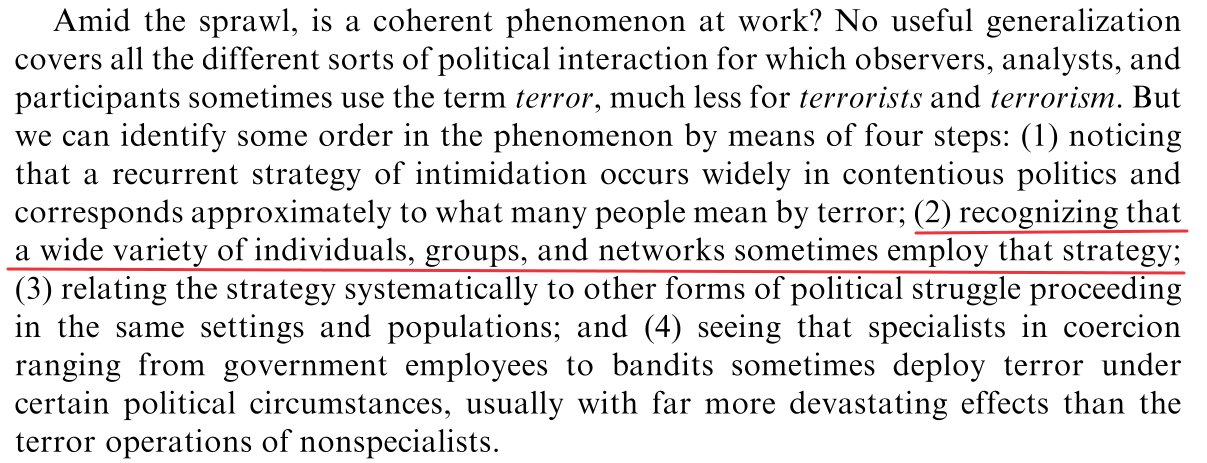 Amid the sprawl, is a coherent phenomenon at work? No useful generalization
covers all the different sorts of political interaction for which observers, analysts, and
participants sometimes use the term terror, much less for terrorists and terrorism. But
we can identify some order in the phenomenon by means of four steps: (1) noticing
that a recurrent strategy of intimidation occurs widely in contentious politics and
corresponds approximately to what many people mean by terror; (2) recognizing that
a wide variety of individuals, groups, and networks sometimes employ that strategy;
(3) relating the strategy systematically to other forms of political struggle proceeding
in the same settings and populations; and (4) seeing that specialists in coercion
ranging from government employees to bandits sometimes deploy terror under
certain political circumstances, usually with far more devastating effects than the
terror operations of nonspecialists.